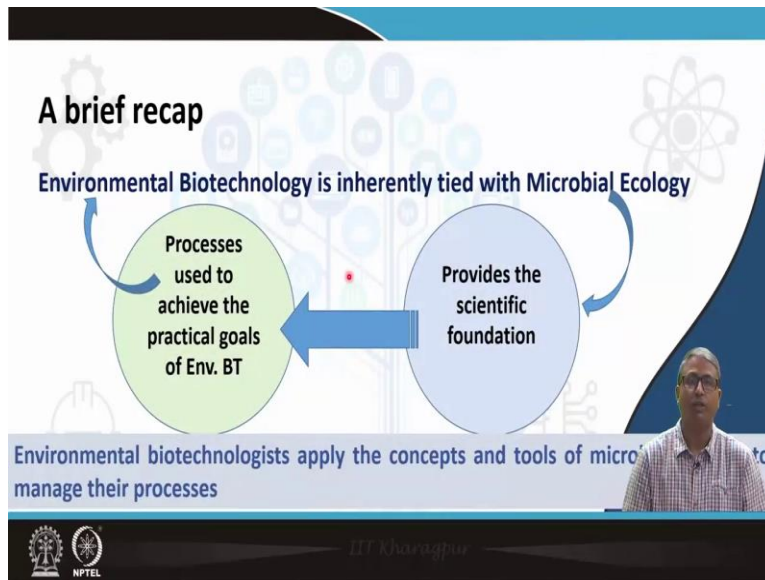 A brief recap
Environmental Biotechnology is inherently tied with Microbial Ecology
Processes
used to
achieve the
practical goals
of Env. BT
Provides the
scientific
foundation
Environmental biotechnologists apply the concepts and tools of to
manage their processes
IIT Kharagpur
NPTEL